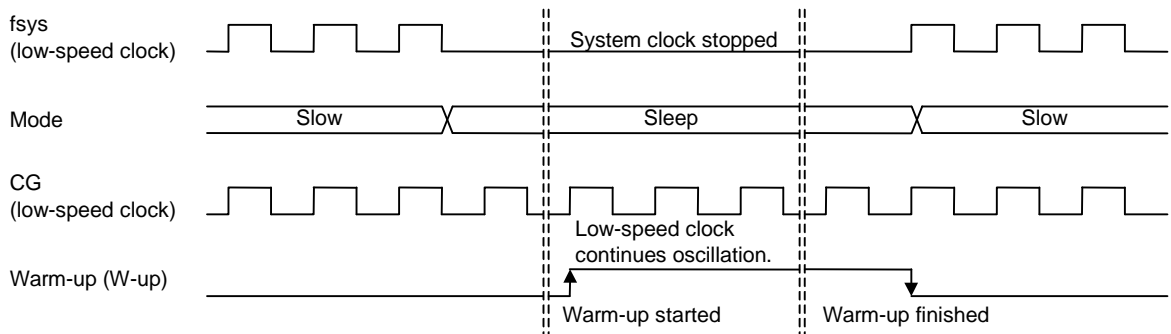 fsys
(low-speed clock)
System clock stopped
Mode
Slow
Sleep
Slow
CG
(low-speed clock)
Low-speed clock
continues oscillation.
Warm-up (W-up)
Warm-up started
Warm-up finished